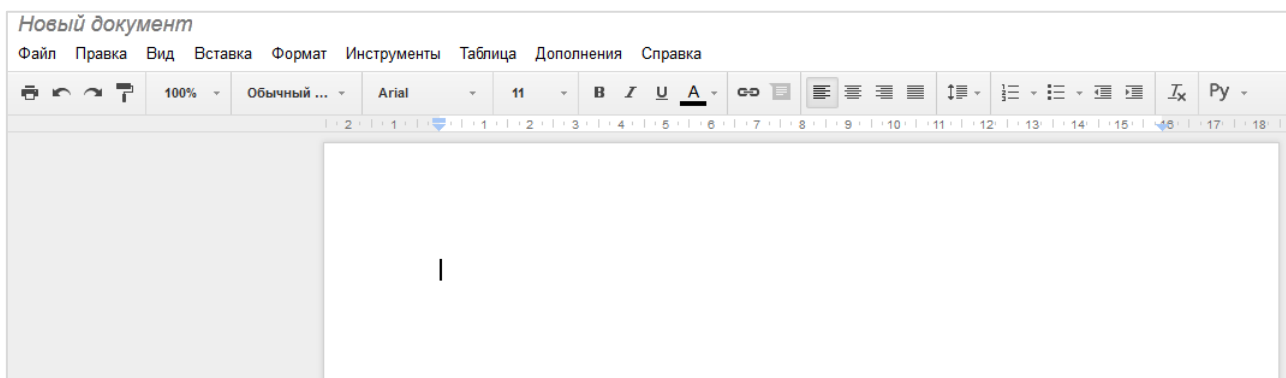 Новый документ
Файл Правка Вид Вставка Формат Инструменты Таблица Дополнения Справка
100% Обычный ... Arial 11 B I U A Ру
2 1 1 2 3 4 5 6 7 8 9 10 11 12 13 14 15 16 17 18